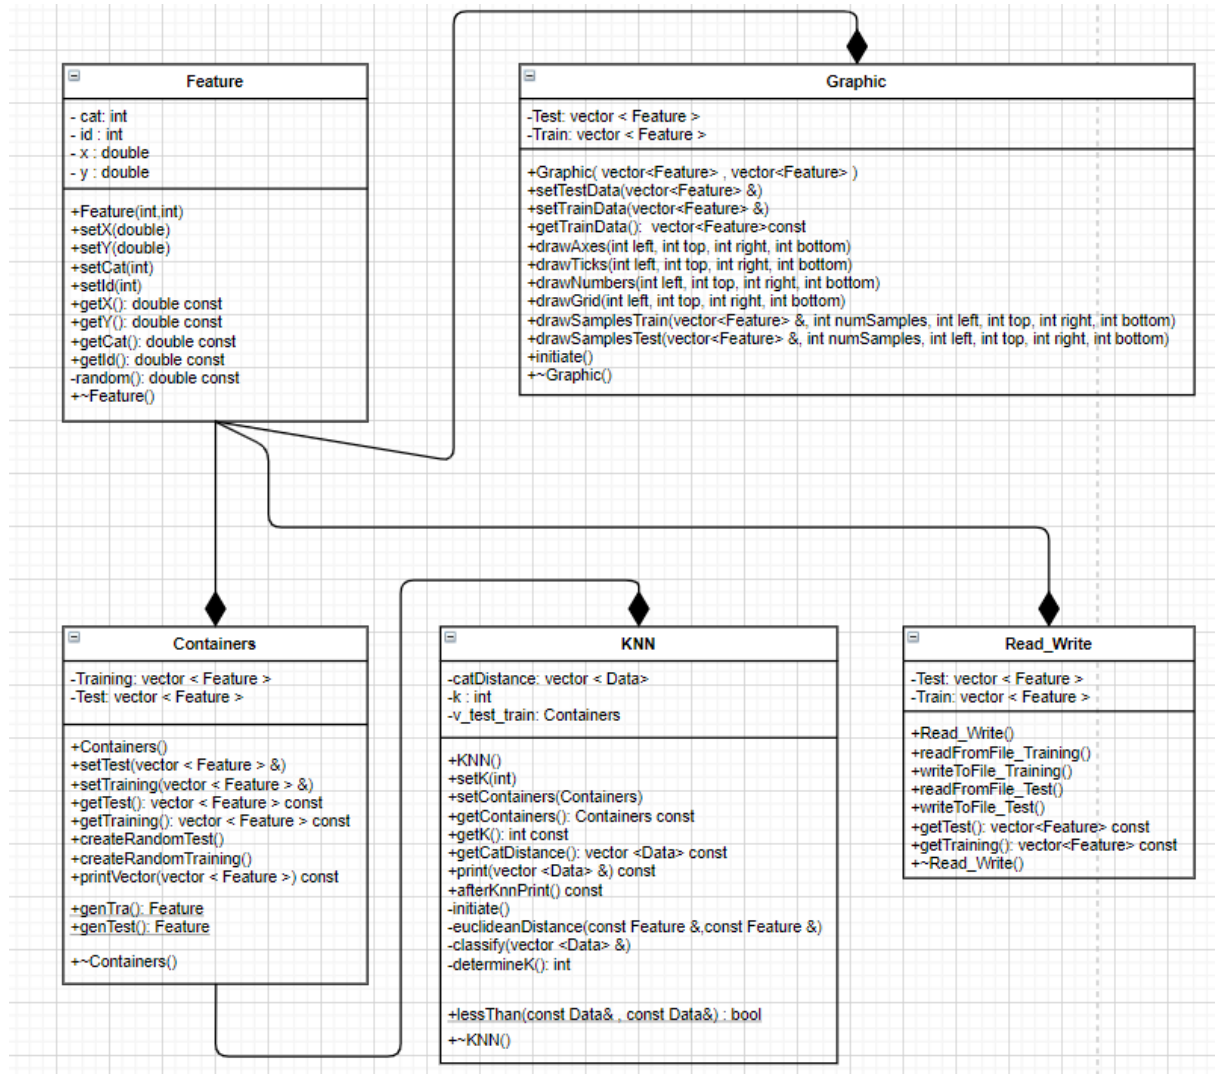 Feature
- cat: int
- id : int
- x : double
- y : double
+Feature(int,int)
+setX(double)
+setY(double)
+setCat(int)
+setId(int)
+getX(): double const
+getY(): double const
+getCat(): double const
+getId(): double const
-random(): double const
+~Feature()
Graphic
-Test: vector < Feature >
-Train: vector < Feature >
+Graphic( vector<Feature> , vector<Feature> )
+setTestData(vector<Feature> &)
+setTrainData(vector<Feature> &)
+getTrainData():  vector<Feature>const
+drawAxes(int left, int top, int right, int bottom)
+drawTicks(int left, int top, int right, int bottom)
+drawNumbers(int left, int top, int right, int bottom)
+drawGrid(int left, int top, int right, int bottom)
+drawSamplesTrain(vector<Feature> &, int numSamples, int left, int top, int right, int bottom)
+drawSamplesTest(vector<Feature> &, int numSamples, int left, int top, int right, int bottom)
+initiate()
+~Graphic()
Containers
-Training: vector < Feature >
-Test: vector < Feature >
+Containers()
+setTest(vector < Feature > &)
+setTraining(vector < Feature > &)
+getTest(): vector < Feature > const
+getTraining(): vector < Feature > const
+createRandomTest()
+createRandomTraining()
+printVector(vector < Feature >) const
+genTra(): Feature
+genTest(): Feature
+~Containers()
KNN
-catDistance: vector < Data>
-k : int
-v_test_train: Containers
+KNN()
+setK(int)
+setContainers(Containers)
+getContainers(): Containers const
+getK(): int const
+getCatDistance(): vector <Data> const
+print(vector <Data> &) const
+afterKnnPrint() const
-initiate()
-euclideanDistance(const Feature &,const Feature &)
-classify(vector <Data> &)
-determineK(): int
+lessThan(const Data& , const Data&) : bool
+~KNN()
Read_Write
-Test: vector < Feature >
-Train: vector < Feature >
+Read_Write()
+readFromFile_Training()
+writeToFile_Training()
+readFromFile_Test()
+writeToFile_Test()
+getTest(): vector<Feature> const
+getTraining(): vector<Feature> const
+~Read_Write()